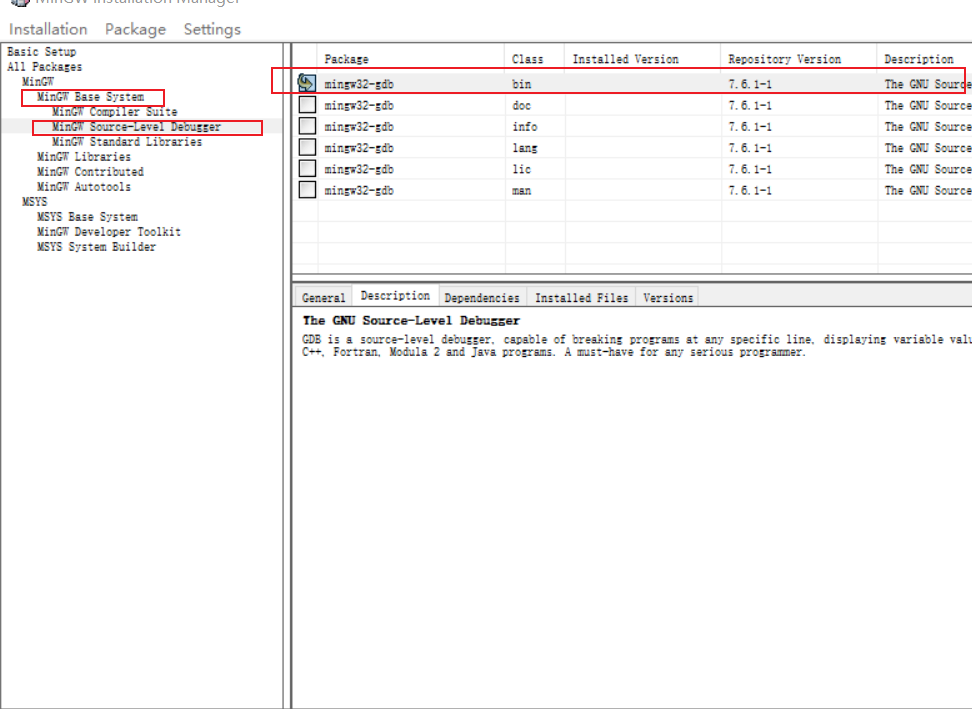 MinGW Installation Manager
Installation Package Settings
Basic Setup
All Packages
MinGW
MinGW Base System
MinGW Compiler Suite
MinGW Source-Level Debugger
MinGW Standard Libraries
MinGW Libraries
MinGW Contributed
MinGW Autotools
MSYS
MSYS Base System
MinGW Developer Toolkit
MSYS System Builder
Package Class Installed Version Repository Version Description
mingw32-gdb bin 7.6.1-1 The GNU Source
mingw32-gdb doc 7.6.1-1 The GNU Source
mingw32-gdb info 7.6.1-1 The GNU Source
mingw32-gdb lang 7.6.1-1 The GNU Source
mingw32-gdb lic 7.6.1-1 The GNU Source
mingw32-gdb man 7.6.1-1 The GNU Source
General Description Dependencies Installed Files Versions
The GNU Source-Level Debugger
GDB is a source-level debugger, capable of breaking programs at any specific line, displaying variable valu
C++, Fortran, Modula 2 and Java programs. A must-have for any serious programmer.